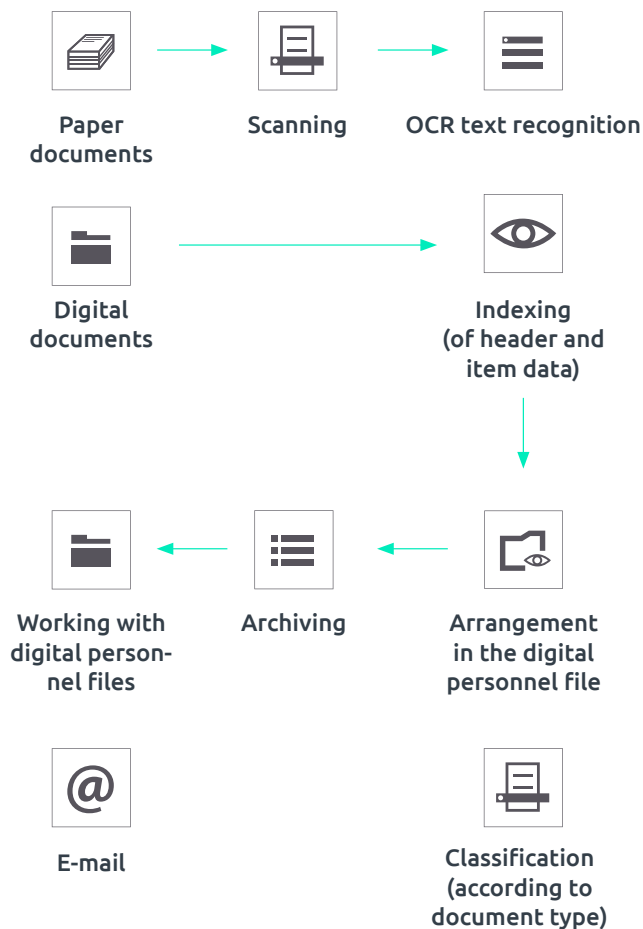 Paper
documents
Scanning
OCR text recognition
Digital
documents
Indexing
(of header and
item data)
Working with
digital person-
nel files
Archiving
Arrangement
in the digital
personnel file
@
E-mail
Classification
(according to
document type)